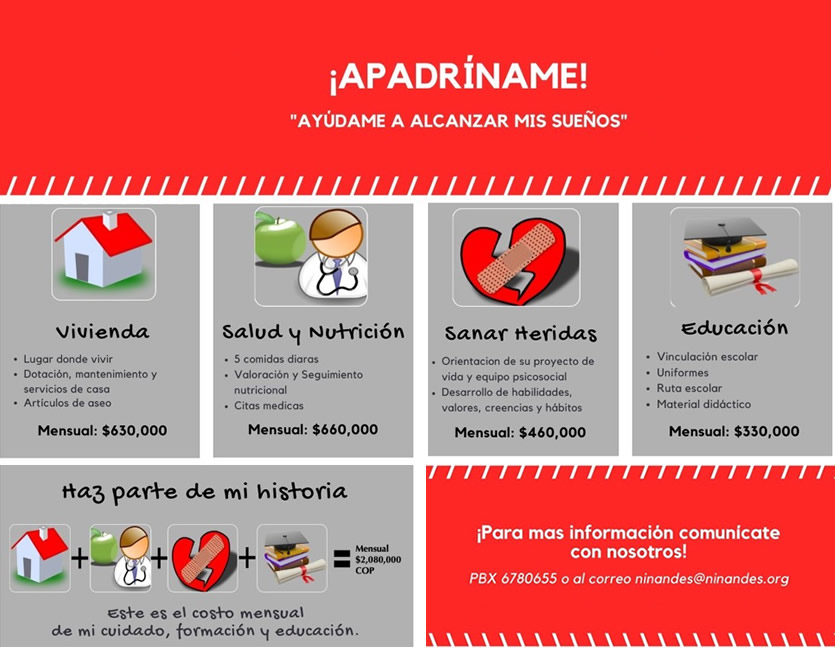 ¡APADRÍNAME!
"AYÚDAME A ALCANZAR MIS SUEÑOS"
Vivienda
• Lugar donde vivir
• Dotación, mantenimiento y
servicios de casa
• Artículos de aseo
Mensual: $630,000
Salud y Nutrición
• 5 comidas diaras
• Valoración y Seguimiento
nutricional
• Citas medicas
Mensual: $660,000
Sanar Heridas
• Orientacion de su proyecto de
vida y equipo psicosocial
• Desarrollo de habilidades,
valores, creencias y hábitos
Mensual: $460,000
Educación
• Vinculación escolar
• Uniformes
• Ruta escolar
• Material didáctico
Mensual: $330,000
Haz parte de mi historia
+ + + =
Mensual
$2,080,000
COP
Este es el costo mensual
de mi cuidado, formación y educación.
¡Para mas información comunícate
con nosotros!
PBX 6780655 o al correo ninandes@ninandes.org